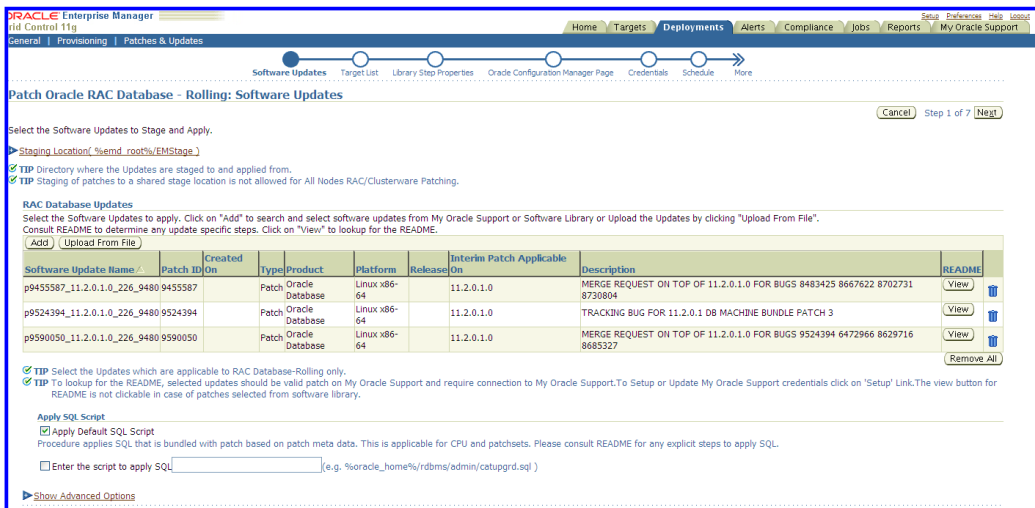 ORACLE Enterprise Manager
rid Control 11g
Setup Preferences Help Logout
Home Targets Deployments Alerts Compliance Jobs Reports My Oracle Support
General | Provisioning | Patches & Updates
Software Updates Target List Library Step Properties Oracle Configuration Manager Page Credentials Schedule More
Patch Oracle RAC Database - Rolling: Software Updates
Cancel Step 1 of 7 Next
Select the Software Updates to Stage and Apply.
Staging Location( %emd_root%/EMStage )
TIP Directory where the Updates are staged to and applied from.
TIP Staging of patches to a shared stage location is not allowed for All Nodes RAC/Clusterware Patching.
RAC Database Updates
Select the Software Updates to apply. Click on "Add" to search and select software updates from My Oracle Support or Software Library or Upload the Updates by clicking "Upload From File".
Consult README to determine any update specific steps. Click on "View" to lookup for the README.
Add Upload From File
Software Update Name Patch ID Created On Type Product Platform Release Interim Patch Applicable On Description README
p9455587_11.2.0.1.0_226_9480 9455587 Patch Oracle Database Linux x86-64 11.2.0.1.0 MERGE REQUEST ON TOP OF 11.2.0.1.0 FOR BUGS 8483425 8667622 8702731 8730804 View
p9524394_11.2.0.1.0_226_9480 9524394 Patch Oracle Database Linux x86-64 11.2.0.1.0 TRACKING BUG FOR 11.2.0.1 DB MACHINE BUNDLE PATCH 3 View
p9590050_11.2.0.1.0_226_9480 9590050 Patch Oracle Database Linux x86-64 11.2.0.1.0 MERGE REQUEST ON TOP OF 11.2.0.1.0 FOR BUGS 9524394 6472966 8629716 8685327 View
Remove All
TIP Select the Updates which are applicable to RAC Database-Rolling only.
TIP To lookup for the README, selected updates should be valid patch on My Oracle Support and require connection to My Oracle Support.To Setup or Update My Oracle Support credentials click on 'Setup' Link.The view button for
README is not clickable in case of patches selected from software library.
Apply SQL Script
Apply Default SQL Script
Procedure applies SQL that is bundled with patch based on patch meta data. This is applicable for CPU and patchsets. Please consult README for any explicit steps to apply SQL.
Enter the script to apply SQL (e.g. %oracle_home%/rdbms/admin/catupgrd.sql )
Show Advanced Options